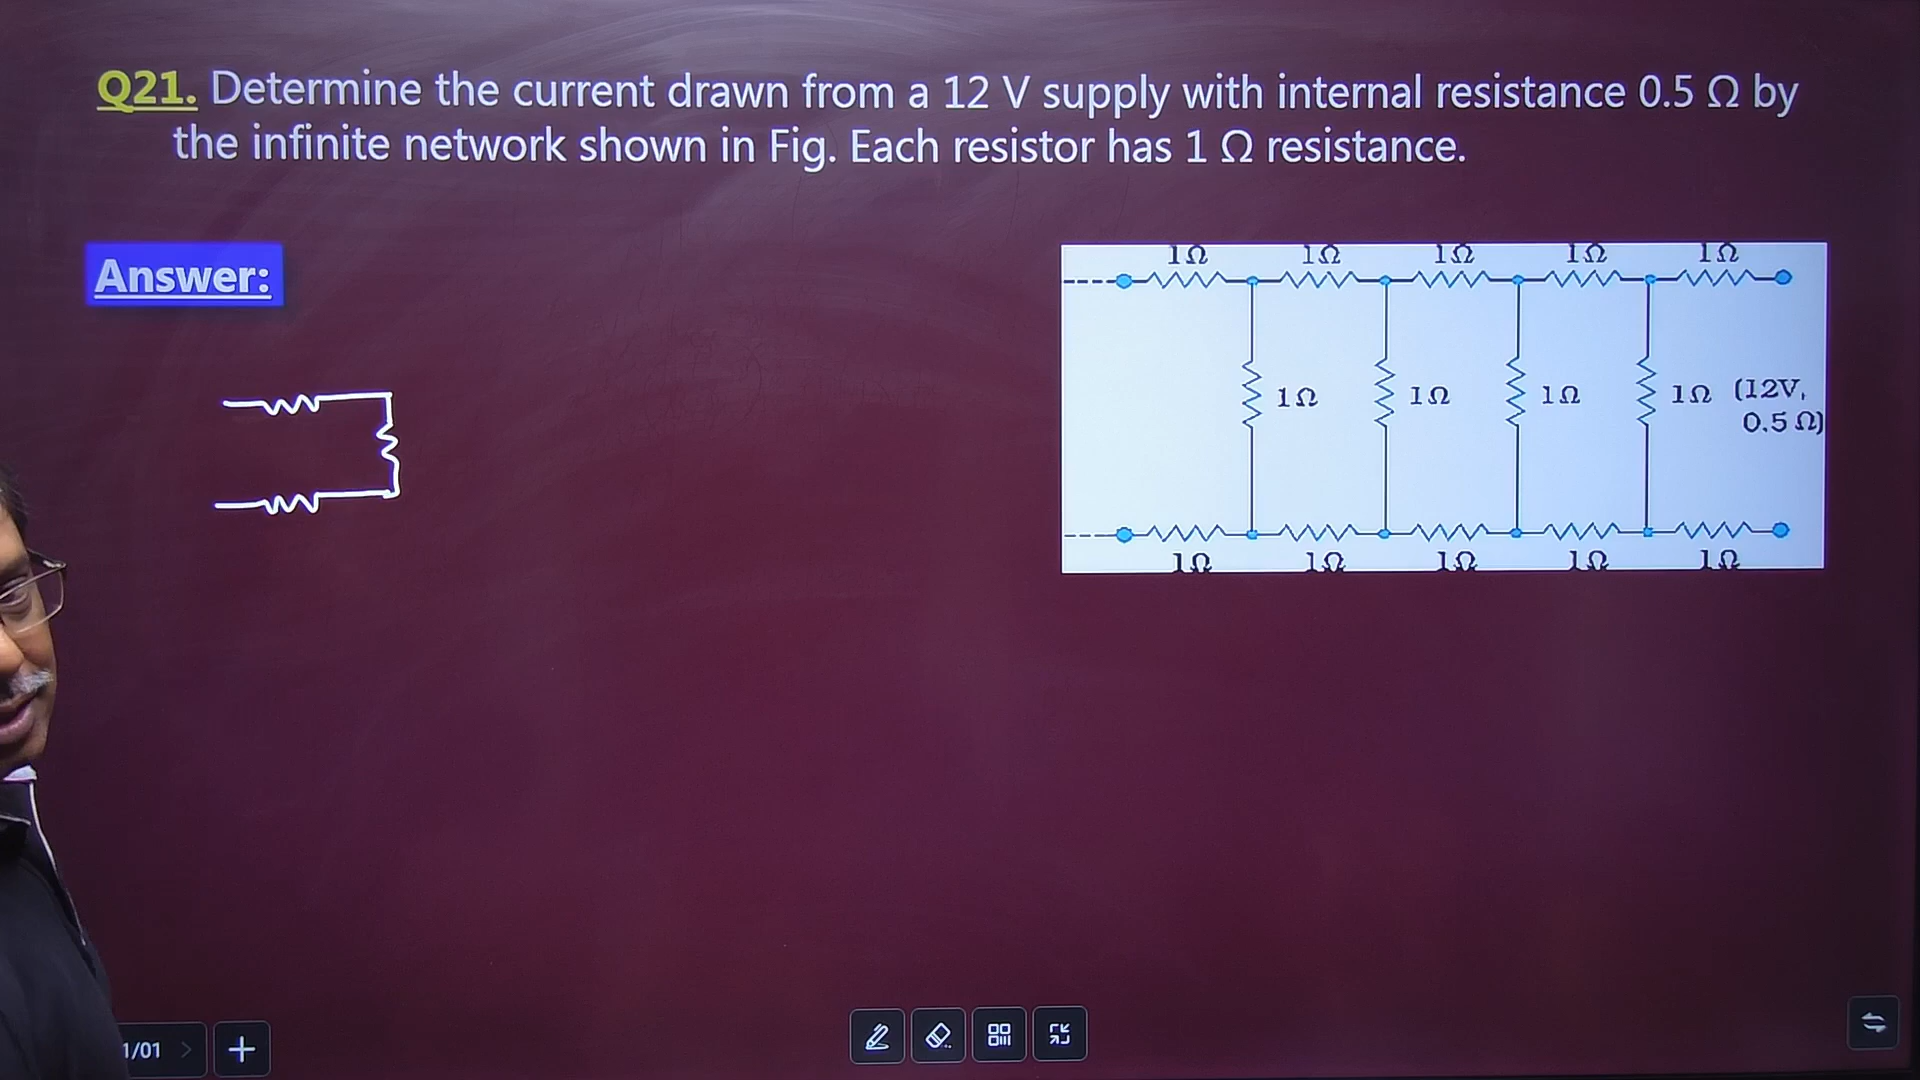 Q21. Determine the current drawn from a 12 V supply with internal resistance 0.5 Ω by
the infinite network shown in Fig. Each resistor has 1 Ω resistance.
Answer:
1Ω 1Ω 1Ω 1Ω 1Ω
1Ω 1Ω 1Ω 1Ω (12V,
0.5 Ω)
1Ω 1Ω 1Ω 1Ω 1Ω
1/01